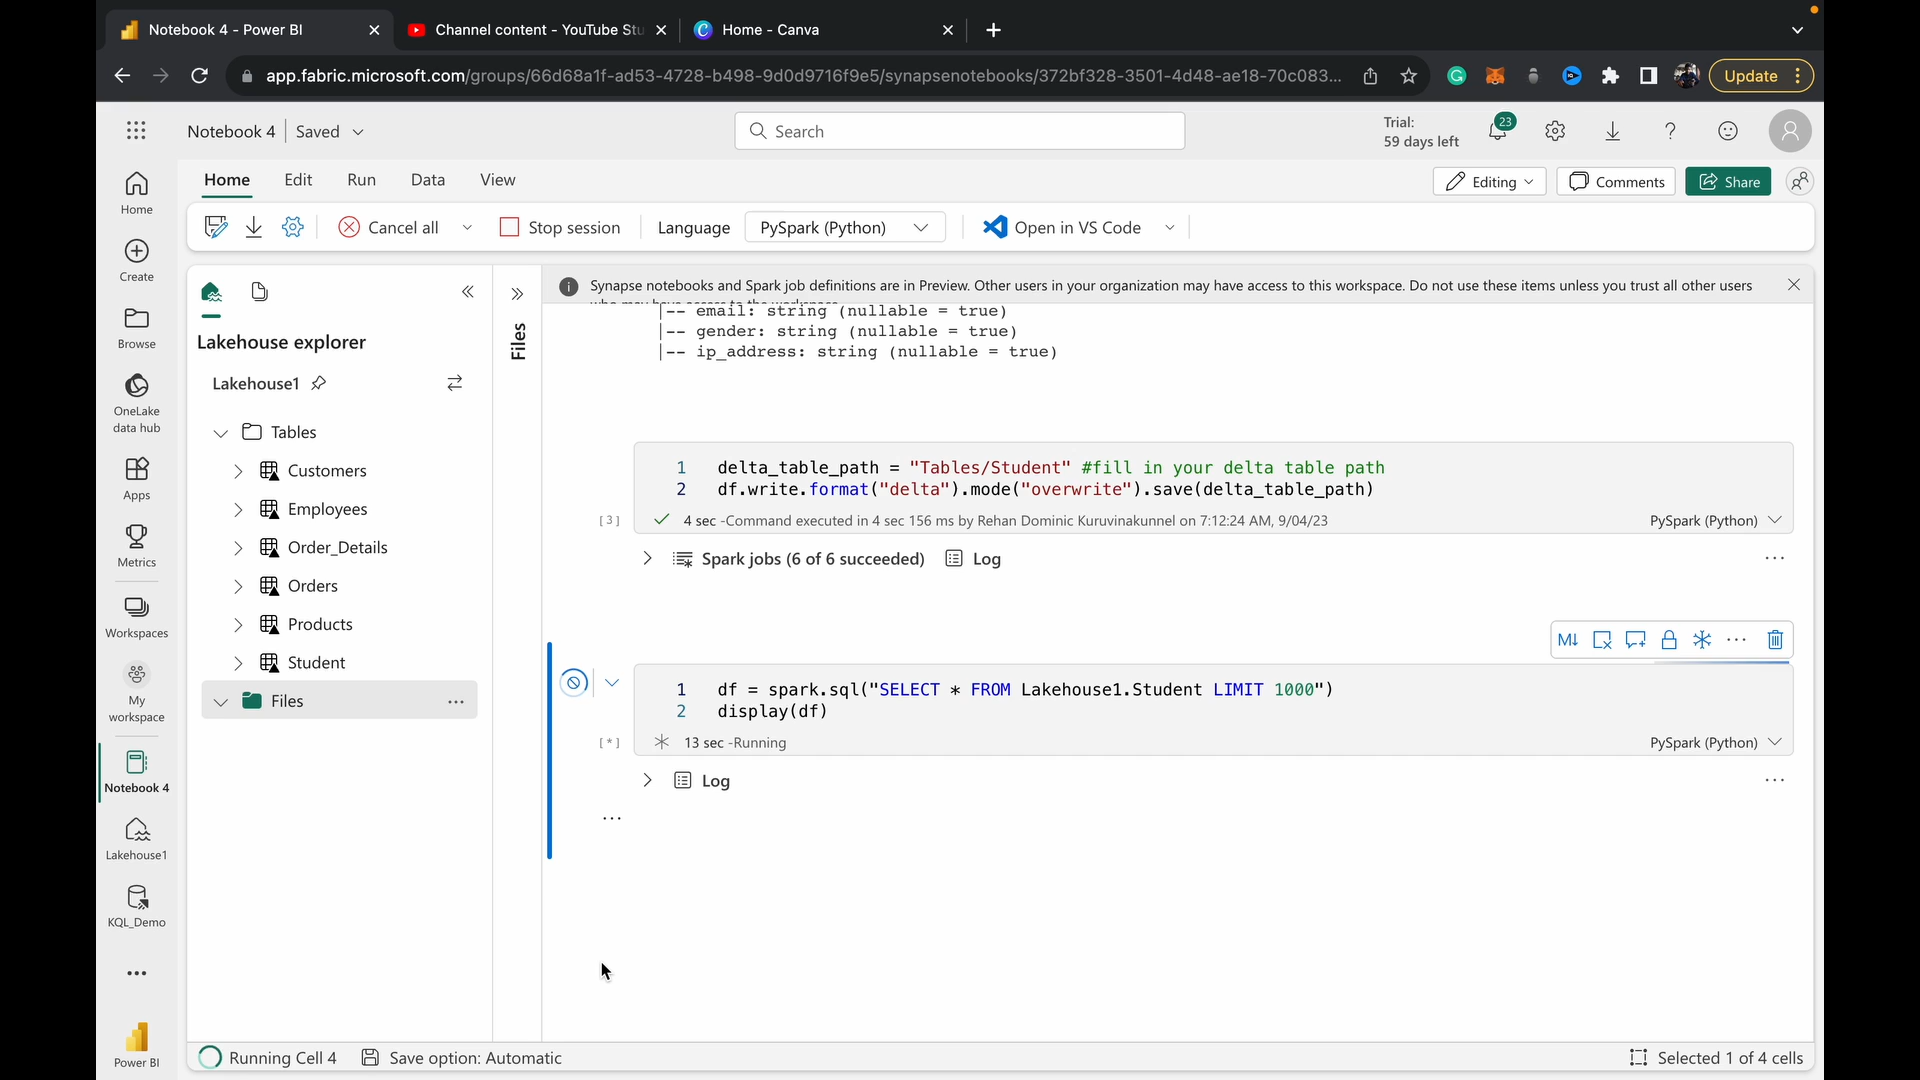 Notebook 4 - Power BI
Channel content - YouTube Stu
Home - Canva
app.fabric.microsoft.com/groups/66d68a1f-ad53-4728-b498-9d0d9716f9e5/synapsenotebooks/372bf328-3501-4d48-ae18-70c083...
Update
Notebook 4 | Saved
Search
Trial:
59 days left
23
Home Edit Run Data View
Editing
Comments
Share
Cancel all
Stop session
Language
PySpark (Python)
Open in VS Code
Home
Create
Browse
OneLake
data hub
Apps
Metrics
Workspaces
My
workspace
Notebook 4
Lakehouse1
KQL_Demo
Power BI
Lakehouse explorer
Lakehouse1
Tables
Customers
Employees
Order_Details
Orders
Products
Student
Files
Files
Synapse notebooks and Spark job definitions are in Preview. Other users in your organization may have access to this workspace. Do not use these items unless you trust all other users
who may have access to the workspace.
|-- email: string (nullable = true)
|-- gender: string (nullable = true)
|-- ip_address: string (nullable = true)
1 delta_table_path = "Tables/Student" #fill in your delta table path
2 df.write.format("delta").mode("overwrite").save(delta_table_path)
[3] 4 sec -Command executed in 4 sec 156 ms by Rehan Dominic Kuruvinakunnel on 7:12:24 AM, 9/04/23 PySpark (Python)
Spark jobs (6 of 6 succeeded) Log
M↓
1 df = spark.sql("SELECT * FROM Lakehouse1.Student LIMIT 1000")
2 display(df)
[*] 13 sec -Running PySpark (Python)
Log
Running Cell 4
Save option: Automatic
Selected 1 of 4 cells